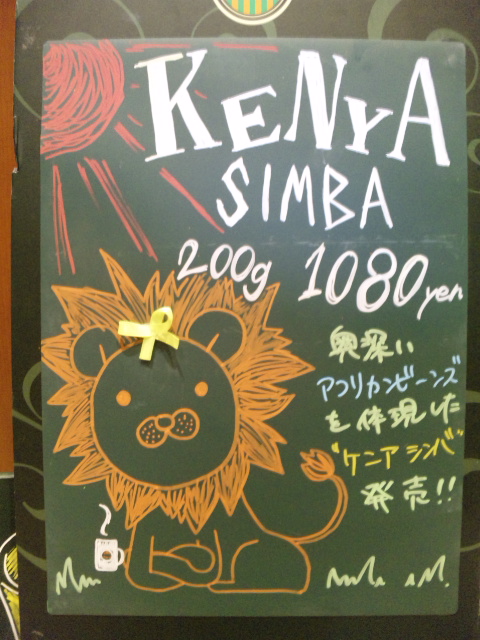 KENYA
SIMBA
200g 1080yen
奥深い
アフリカンビーンズ
を体現した
"ケニアシンバ"
発売!!